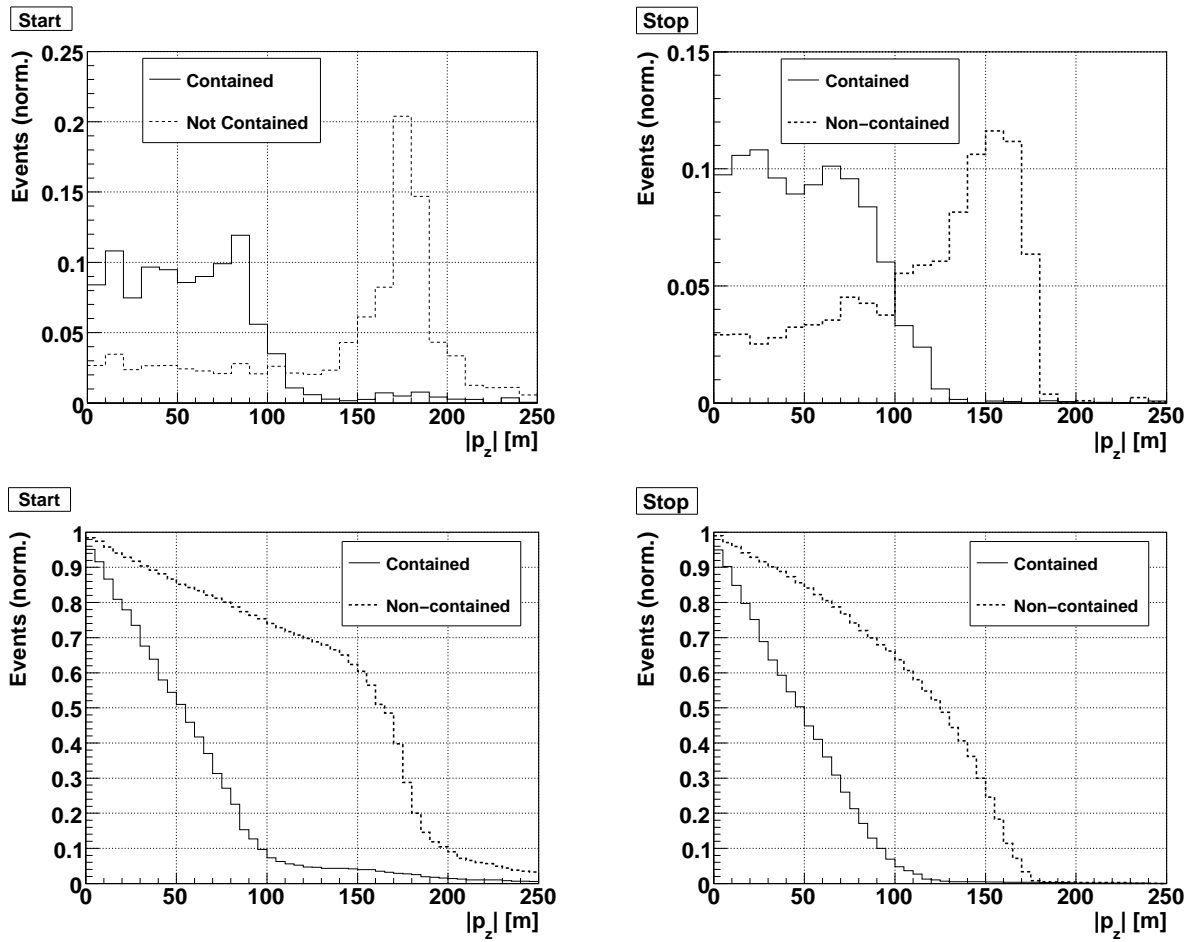 Start
Events (norm.)
0.25
0.2
0.15
0.1
0.05
0
Contained
Not Contained
0 50 100 150 200 250
|p_z| [m]
Stop
Events (norm.)
0.15
0.1
0.05
0
Contained
Non−contained
0 50 100 150 200 250
|p_z| [m]
Start
Events (norm.)
1
0.9
0.8
0.7
0.6
0.5
0.4
0.3
0.2
0.1
0
Contained
Non−contained
0 50 100 150 200 250
|p_z| [m]
Stop
Events (norm.)
1
0.9
0.8
0.7
0.6
0.5
0.4
0.3
0.2
0.1
0
Contained
Non−contained
0 50 100 150 200 250
|p_z| [m]